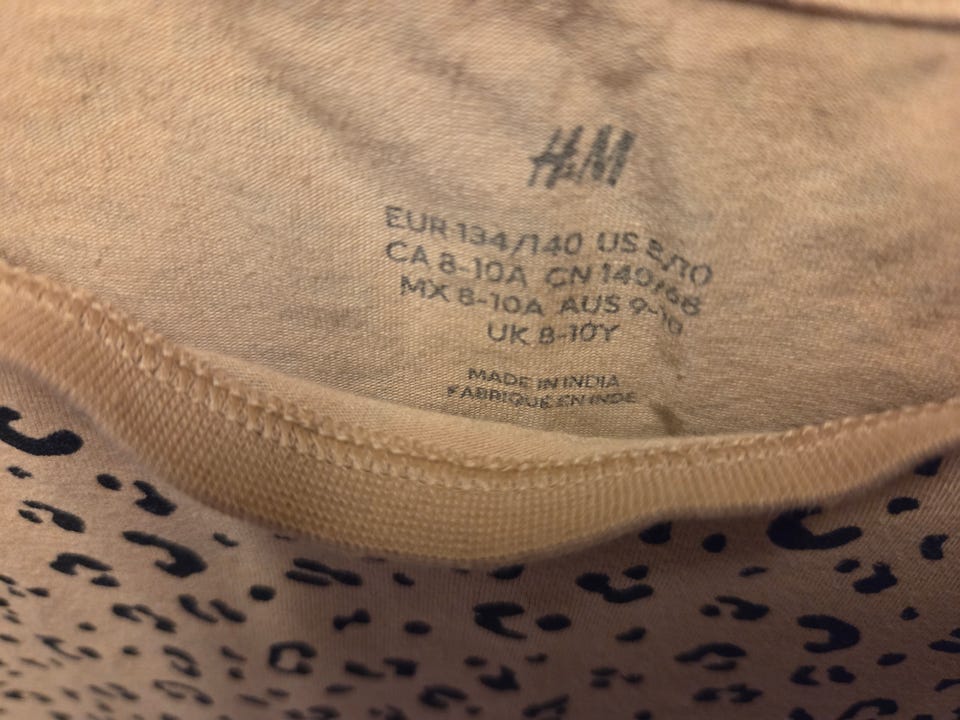 H&M
EUR 134/140 US 8/10
CA 8-10A CN 140/68
MX 8-10A AUS 9-10
UK 8-10Y
MADE IN INDIA
FABRIQUE EN INDE